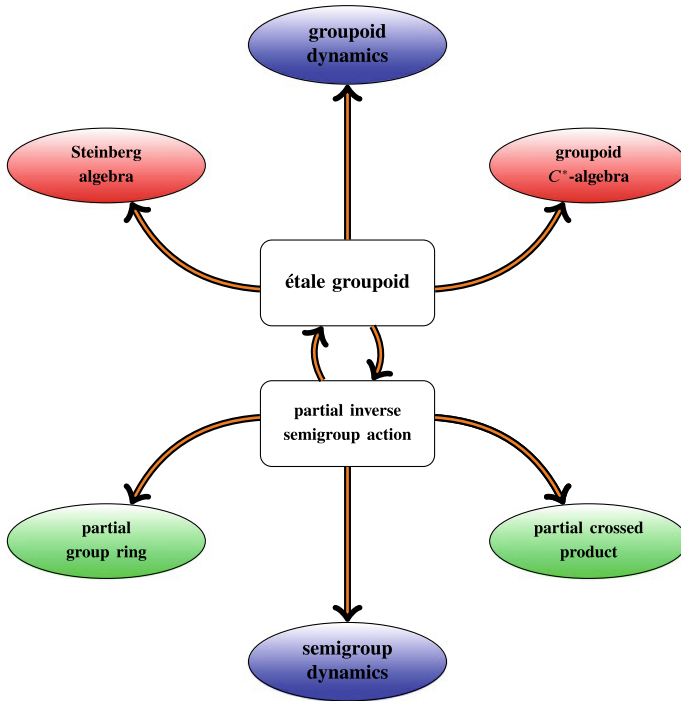 groupoid
dynamics
Steinberg
algebra
groupoid
C*-algebra
étale groupoid
partial inverse
semigroup action
partial
group ring
partial crossed
product
semigroup
dynamics